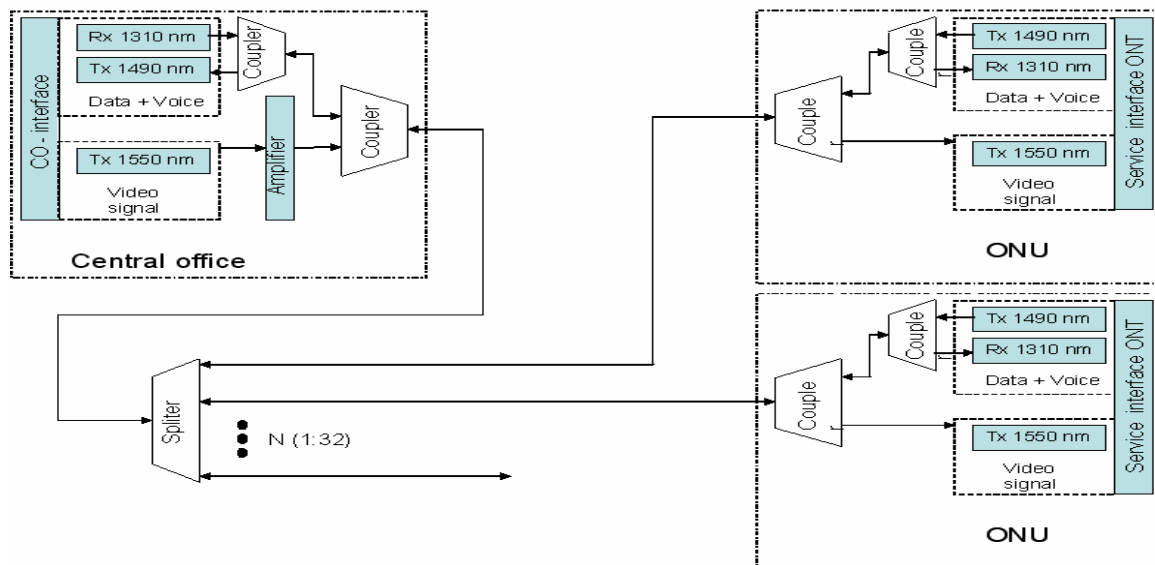 CO - interface
Rx 1310 nm
Tx 1490 nm
Data + Voice
Tx 1550 nm
Video
signal
Coupler
Amplifier
Coupler
Central office
Spliter
N (1:32)
Couple
r
Couple
r
Tx 1490 nm
Rx 1310 nm
Data + Voice
Tx 1550 nm
Video
signal
Service interface ONT
ONU
Couple
r
Couple
r
Tx 1490 nm
Rx 1310 nm
Data + Voice
Tx 1550 nm
Video
signal
Service interface ONT
ONU